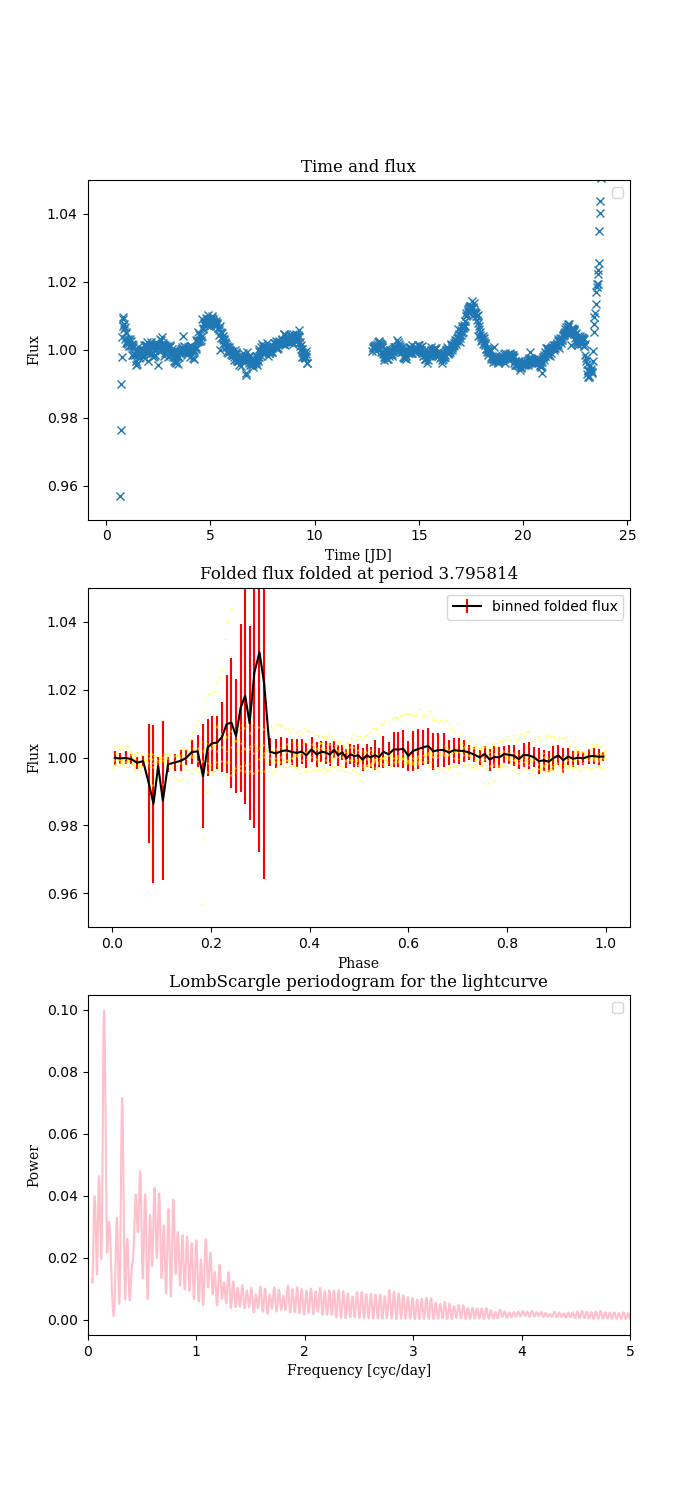 Time and flux
1.04
1.02
1.00
0.98
0.96
Flux
0 5 10 15 20 25
Time [JD]
Folded flux folded at period 3.795814
binned folded flux
1.04
1.02
1.00
0.98
0.96
Flux
0.0 0.2 0.4 0.6 0.8 1.0
Phase
LombScargle periodogram for the lightcurve
0.10
0.08
0.06
0.04
0.02
0.00
Power
0 1 2 3 4 5
Frequency [cyc/day]